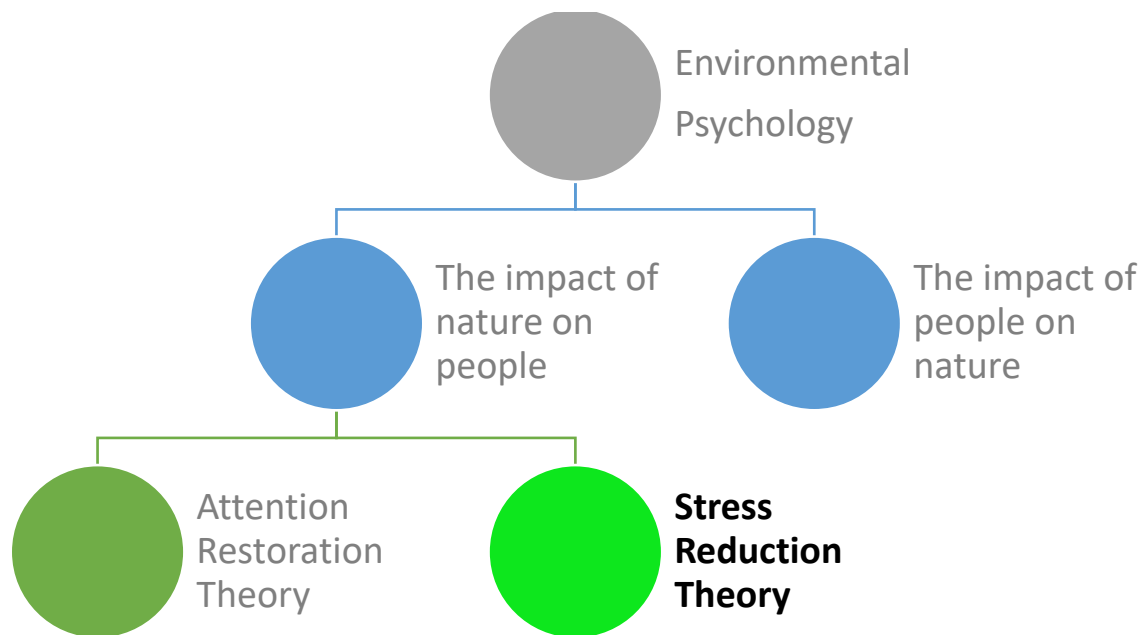 Environmental
Psychology
The impact of
nature on
people
The impact of
people on
nature
Attention
Restoration
Theory
Stress
Reduction
Theory